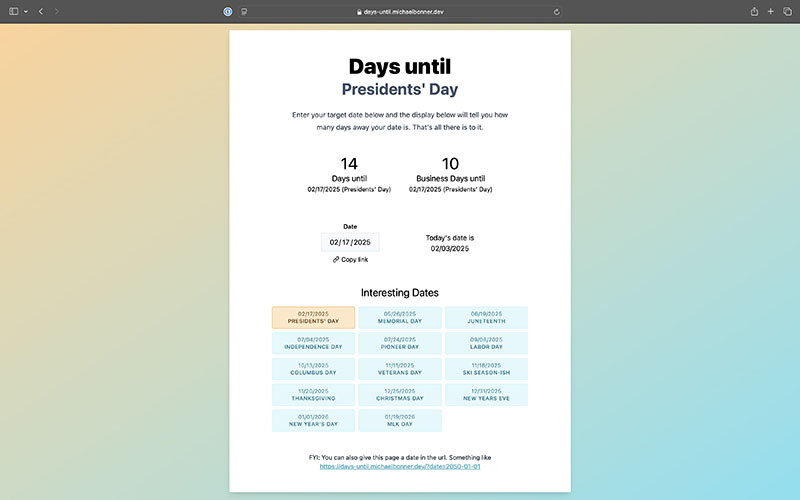 days-until.michaelbonner.dev
Days until
Presidents' Day
Enter your target date below and the display below will tell you how
many days away your date is. That's all there is to it.
14
Days until
02/17/2025 (Presidents' Day)
10
Business Days until
02/17/2025 (Presidents' Day)
Date
02/17/2025
Copy link
Today's date is
02/03/2025
Interesting Dates
02/17/2025
PRESIDENTS' DAY
05/26/2025
MEMORIAL DAY
06/19/2025
JUNETEENTH
07/04/2025
INDEPENDENCE DAY
07/24/2025
PIONEER DAY
09/04/2025
LABOR DAY
10/13/2025
COLUMBUS DAY
11/11/2025
VETERANS DAY
11/18/2025
SKI SEASON-ISH
11/20/2025
THANKSGIVING
12/25/2025
CHRISTMAS DAY
12/31/2025
NEW YEARS EVE
01/01/2026
NEW YEAR'S DAY
01/19/2026
MLK DAY
FYI: You can also give this page a date in the url. Something like
https://days-until.michaelbonner.dev/?date=2050-01-01